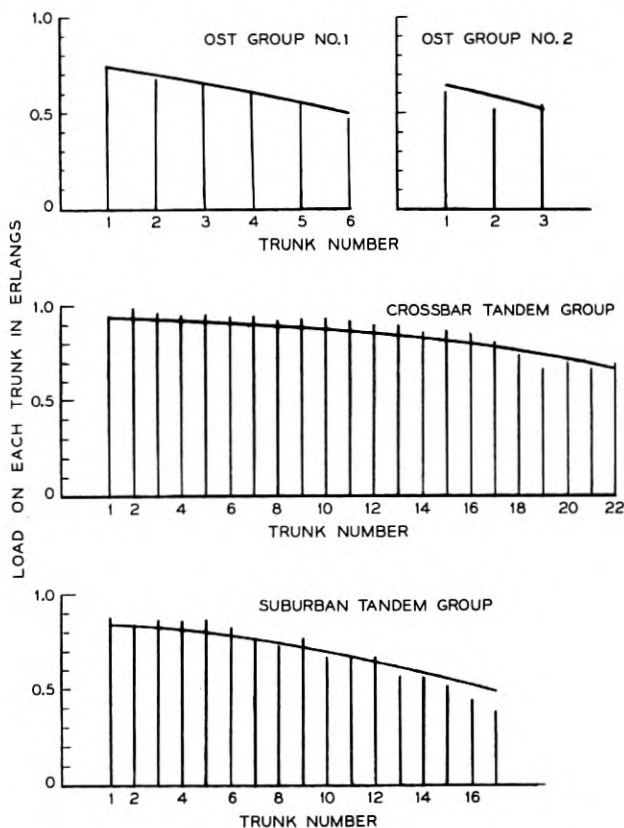 OST GROUP NO.1
OST GROUP NO.2
1.0
0.5
0
1 2 3 4 5 6
1 2 3
TRUNK NUMBER
TRUNK NUMBER
LOAD ON EACH TRUNK IN ERLANGS
CROSSBAR TANDEM GROUP
1.0
0.5
0
1 2 4 6 8 10 12 14 16 18 20 22
TRUNK NUMBER
SUBURBAN TANDEM GROUP
1.0
0.5
0
1 2 4 6 8 10 12 14 16
TRUNK NUMBER